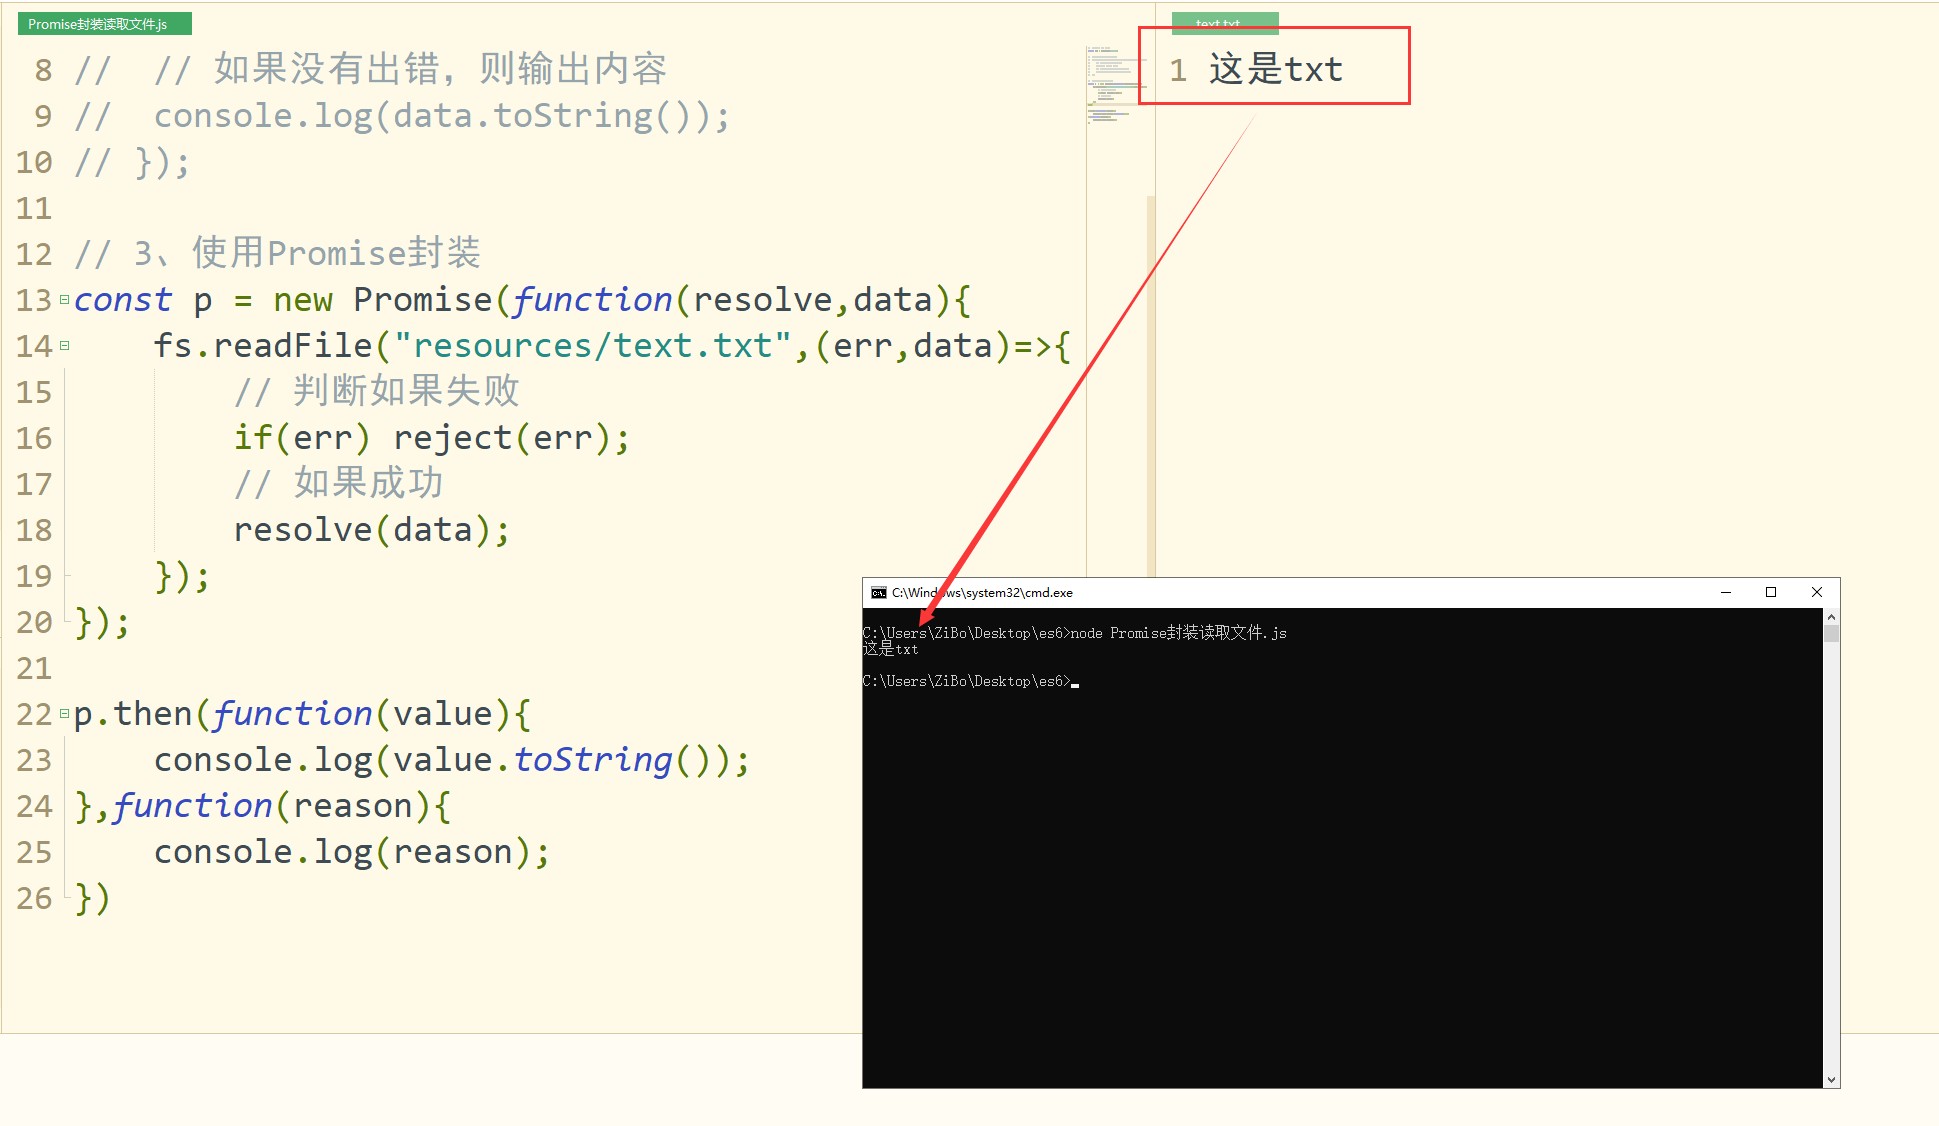 Promise封装读取文件.js
8 //  // 如果没有出错，则输出内容
9 //  console.log(data.toString());
10 // });
11
12 // 3、使用Promise封装
13 const p = new Promise(function(resolve,data){
14     fs.readFile("resources/text.txt",(err,data)=>{
15         // 判断如果失败
16         if(err) reject(err);
17         // 如果成功
18         resolve(data);
19     });
20 });
21
22 p.then(function(value){
23     console.log(value.toString());
24 },function(reason){
25     console.log(reason);
26 })
text.txt
1 这是txt
C:\Windows\system32\cmd.exe
C:\Users\ZiBo\Desktop\es6>node Promise封装读取文件.js
这是txt
C:\Users\ZiBo\Desktop\es6>